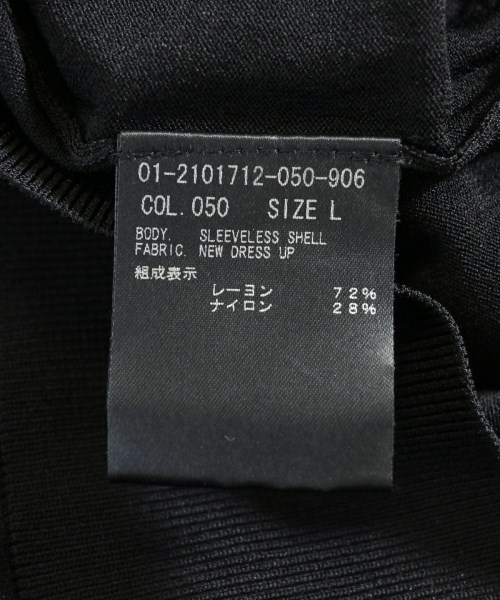 01-2101712-050-906
COL.050 SIZE L
BODY. SLEEVELESS SHELL
FABRIC. NEW DRESS UP
組成表示
レーヨン 72%
ナイロン 28%